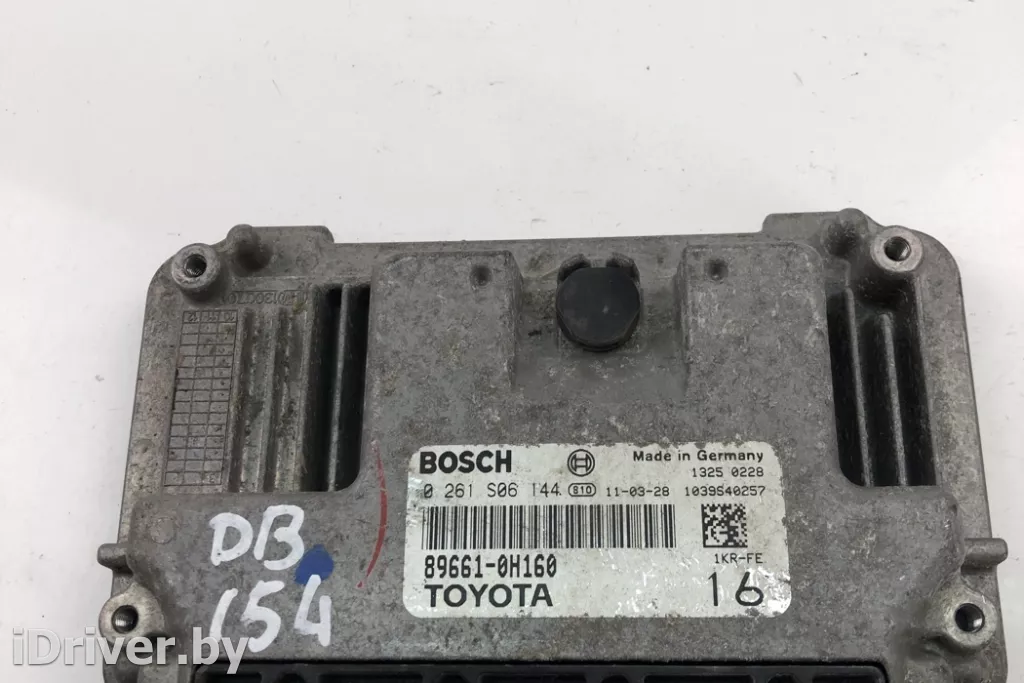 BOSCH
Made in Germany
1325 0228
0 261 S06 144 810 11-03-28 1039S40257
89661-0H160
1KR-FE
TOYOTA
16
DB
154
iDriver.by